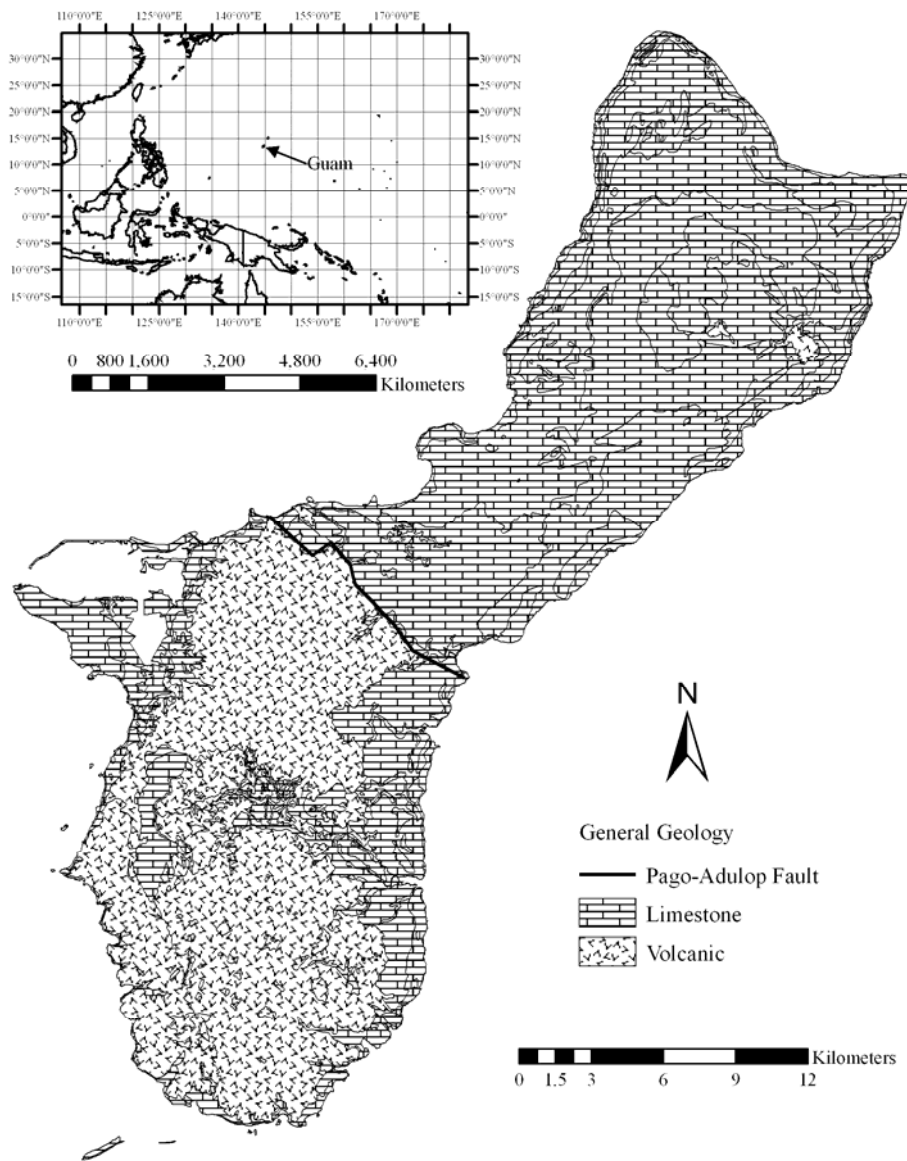 110°0'0"E 125°0'0"E 140°0'0"E 155°0'0"E 170°0'0"E
30°0'0"N 30°0'0"N
25°0'0"N 25°0'0"N
20°0'0"N 20°0'0"N
15°0'0"N 15°0'0"N
10°0'0"N 10°0'0"N
Guam
5°0'0"N 5°0'0"N
0°0'0" 0°0'0"
5°0'0"S 5°0'0"S
10°0'0"S 10°0'0"S
15°0'0"S 15°0'0"S
110°0'0"E 125°0'0"E 140°0'0"E 155°0'0"E 170°0'0"E
0 800 1,600 3,200 4,800 6,400
Kilometers
N
General Geology
Pago-Adulop Fault
Limestone
Volcanic
Kilometers
0 1.5 3 6 9 12